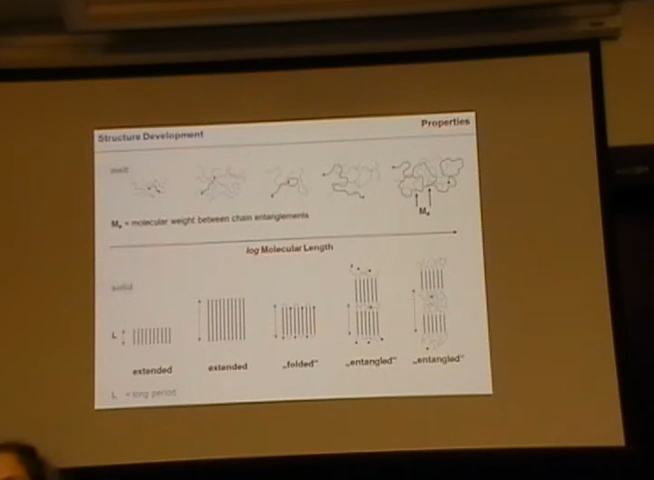 Structure Development
Properties
melt
Me = molecular weight between chain entanglements
Me
log Molecular Length
solid
L
extended
extended
„folded“
„entangled“
„entangled“
L = long period